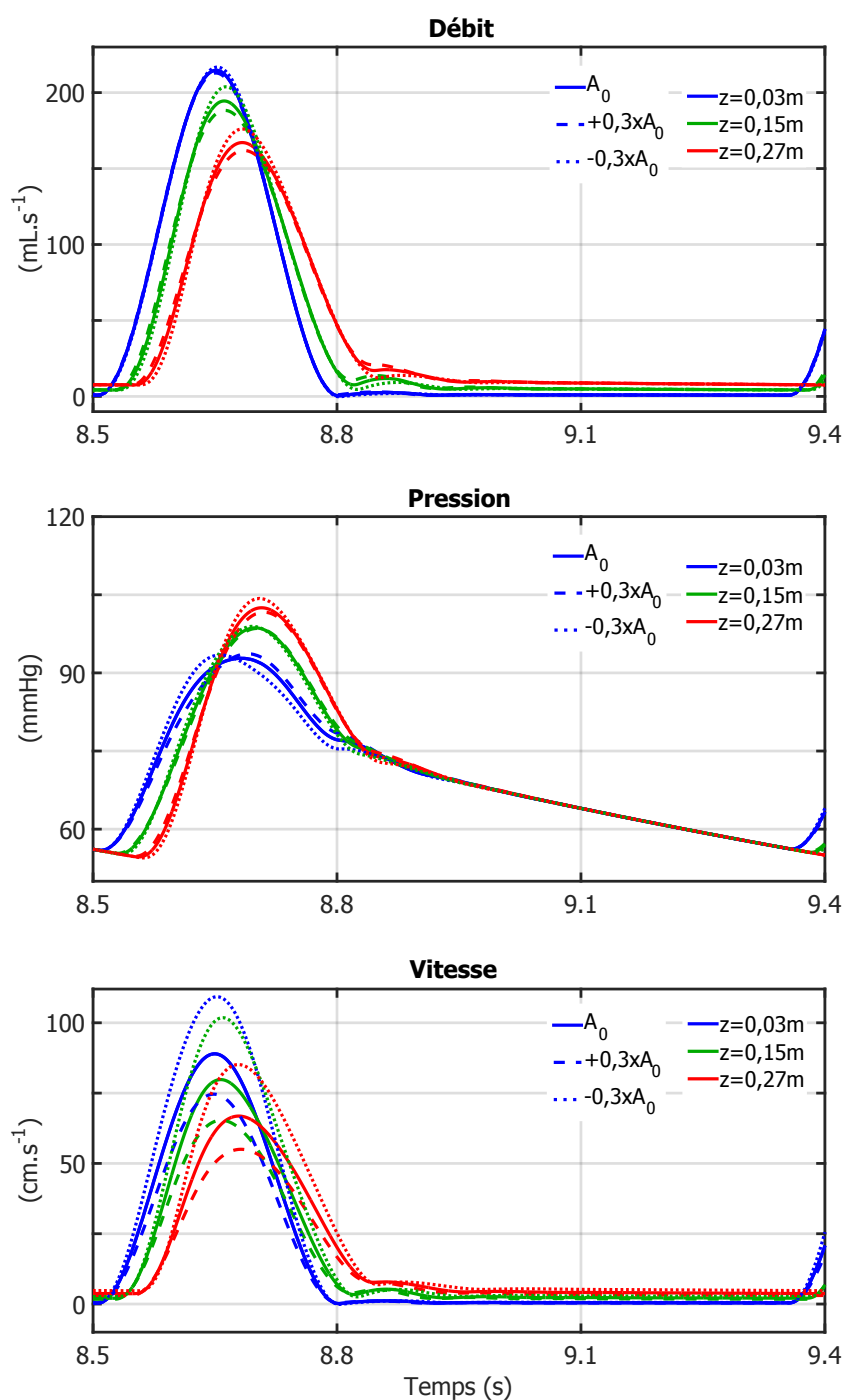 Débit
A0 z=0,03m
+0,3xA0 z=0,15m
-0,3xA0 z=0,27m
(mL.s-1)
200
100
0
8.5 8.8 9.1 9.4
Pression
A0 z=0,03m
+0,3xA0 z=0,15m
-0,3xA0 z=0,27m
(mmHg)
120
90
60
8.5 8.8 9.1 9.4
Vitesse
A0 z=0,03m
+0,3xA0 z=0,15m
-0,3xA0 z=0,27m
(cm.s-1)
100
50
0
8.5 8.8 9.1 9.4
Temps (s)